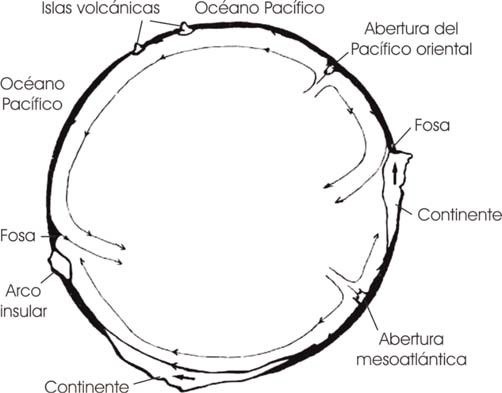 Islas volcánicas
Océano Pacífico
Abertura del
Pacífico oriental
Océano
Pacífico
Fosa
Continente
Fosa
Arco
insular
Abertura
mesoatlántica
Continente